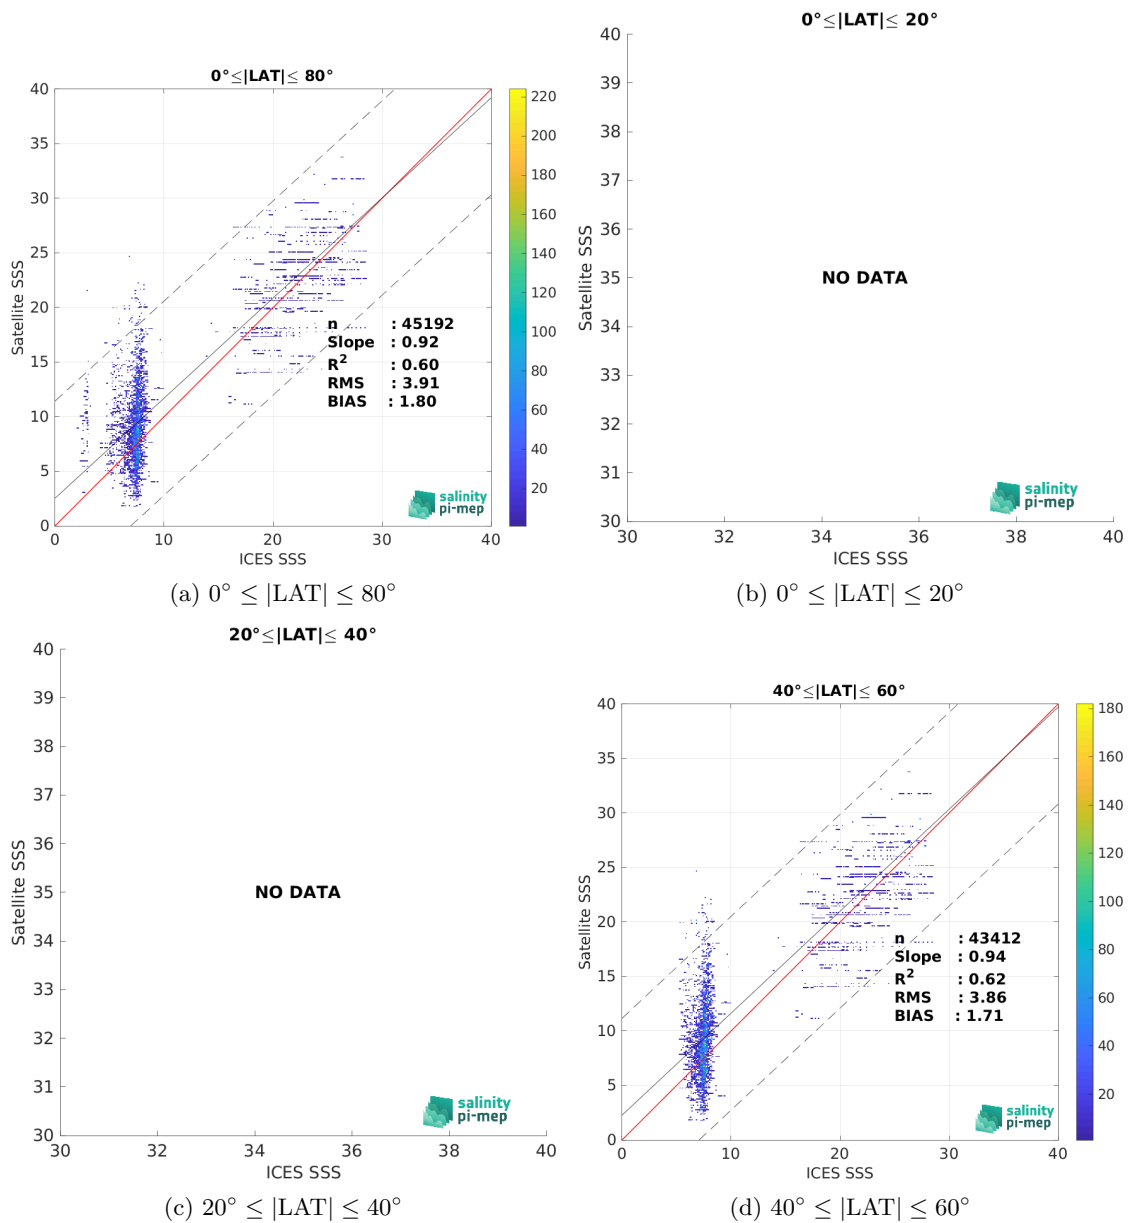 0°≤|LAT|≤ 80°
40
35
30
25
20
15
10
5
0
Satellite SSS
0
10
20
30
40
ICES SSS
220
200
180
160
140
120
100
80
60
40
20
n : 45192
Slope : 0.92
R2 : 0.60
RMS : 3.91
BIAS : 1.80
salinity
pi-mep
(a) 0° ≤ |LAT| ≤ 80°
0°≤|LAT|≤ 20°
40
39
38
37
36
35
34
33
32
31
30
Satellite SSS
NO DATA
30
32
34
36
38
40
ICES SSS
salinity
pi-mep
(b) 0° ≤ |LAT| ≤ 20°
20°≤|LAT|≤ 40°
40
39
38
37
36
35
34
33
32
31
30
Satellite SSS
NO DATA
30
32
34
36
38
40
ICES SSS
salinity
pi-mep
(c) 20° ≤ |LAT| ≤ 40°
40°≤|LAT|≤ 60°
40
35
30
25
20
15
10
5
0
Satellite SSS
0
10
20
30
40
ICES SSS
180
160
140
120
100
80
60
40
20
n : 43412
Slope : 0.94
R2 : 0.62
RMS : 3.86
BIAS : 1.71
salinity
pi-mep
(d) 40° ≤ |LAT| ≤ 60°